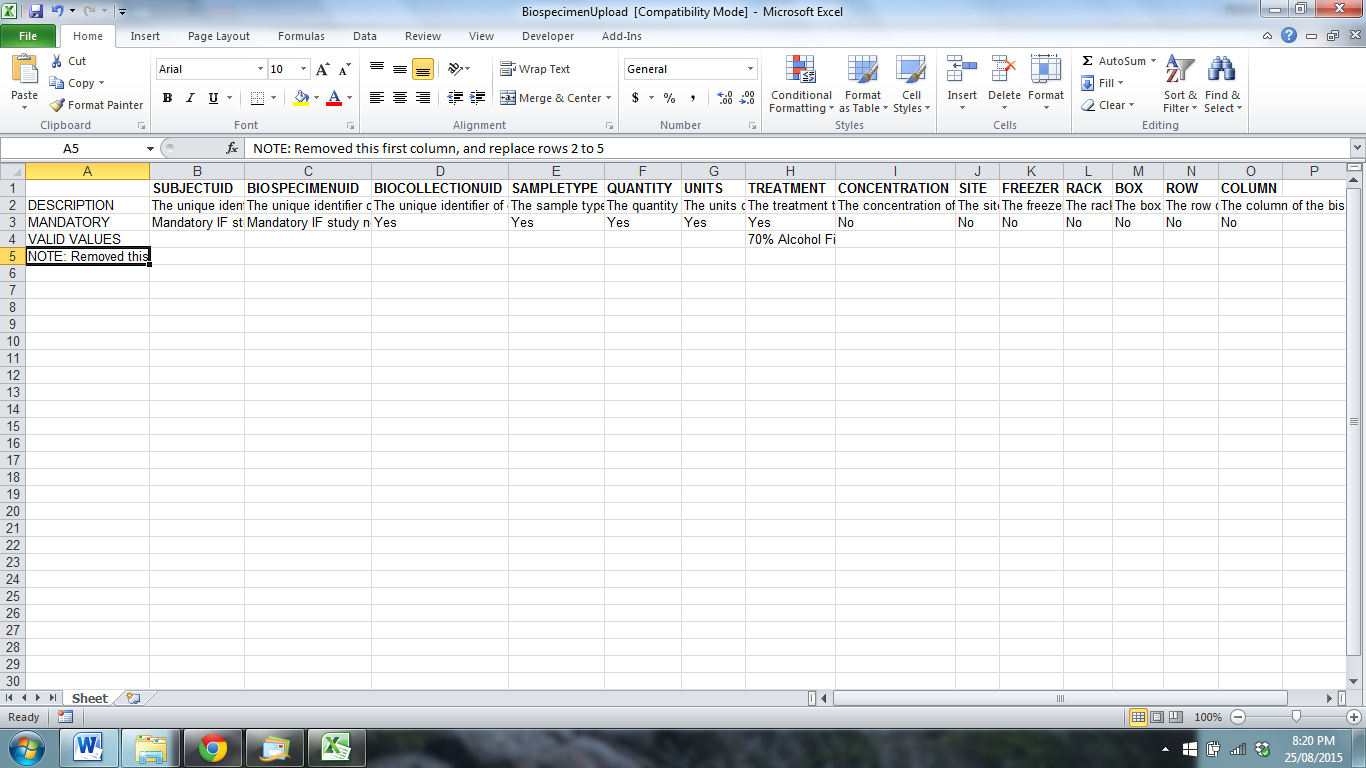 BiospecimenUpload [Compatibility Mode] - Microsoft Excel
File Home Insert Page Layout Formulas Data Review View Developer Add-Ins
Paste Cut Copy Format Painter Clipboard
Arial 10 B I U A A Font
Wrap Text Merge & Center Alignment
General $ % , .00 .0 Number
Conditional Formatting Format as Table Cell Styles Styles
Insert Delete Format Cells
Σ AutoSum Fill Clear Sort & Filter Find & Select Editing
A5 fx NOTE: Removed this first column, and replace rows 2 to 5
A B C D E F G H I J K L M N O P
1 SUBJECTUID BIOSPECIMENUID BIOCOLLECTIONUID SAMPLETYPE QUANTITY UNITS TREATMENT CONCENTRATION SITE FREEZER RACK BOX ROW COLUMN
2 DESCRIPTION The unique iden The unique identifier o The unique identifier of The sample type The quantity The units The treatment t The concentration of The sit The freeze The rac The box The row The column of the bis
3 MANDATORY Mandatory IF st Mandatory IF study n Yes Yes Yes Yes Yes No No No No No No No
4 VALID VALUES 70% Alcohol Fi
5 NOTE: Removed this
6
7
8
9
10
11
12
13
14
15
16
17
18
19
20
21
22
23
24
25
26
27
28
29
30
Sheet
Ready 100%
8:20 PM
25/08/2015